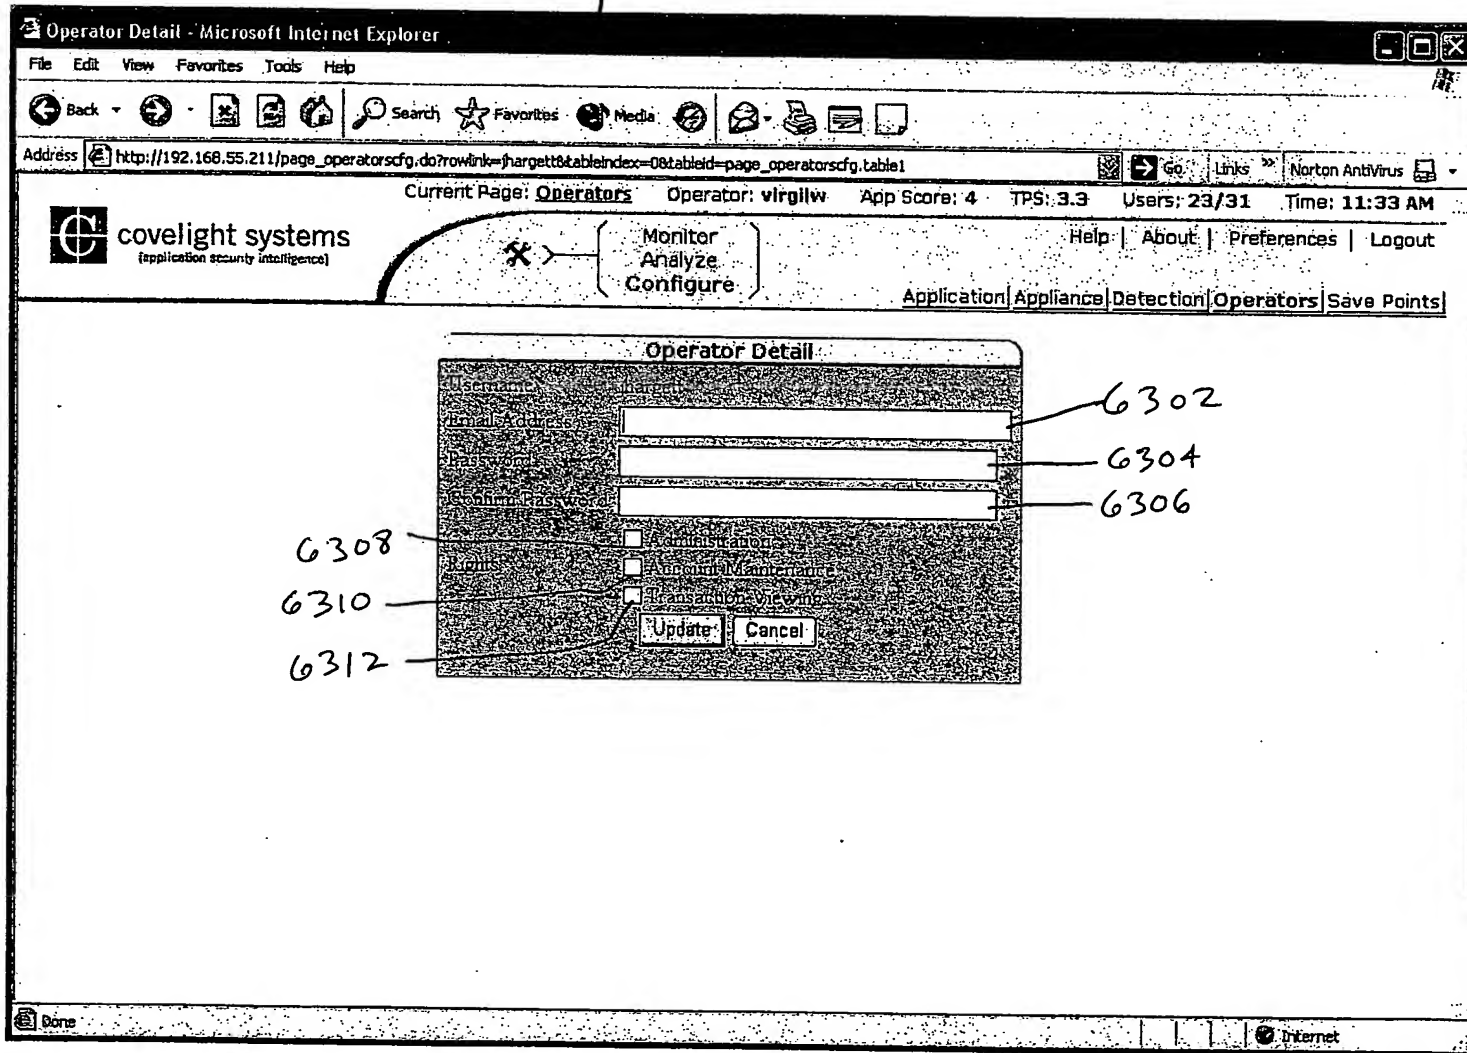 Operator Detail - Microsoft Internet Explorer
File Edit View Favorites Tools Help
Back Search Favorites Media
Address http://192.168.55.211/page_operatorscfg.do?rowlink=jhargett&tableIndex=0&tableid=page_operatorscfg.table1 Go Links » Norton AntiVirus
Current Page: Operators Operator: virgilw App Score: 4 TPS: 3.3 Users: 23/31 Time: 11:33 AM
covelight systems
[application security intelligence]
Monitor
Analyze
Configure
Help | About | Preferences | Logout
Application | Appliance | Detection | Operators | Save Points |
Operator Detail
Username jhargett
Email Address 6302
Password 6304
Confirm Password 6306
6308 Administration
Rights Account Maintenance
6310 Transaction Viewing
Update Cancel
6312
Done Internet